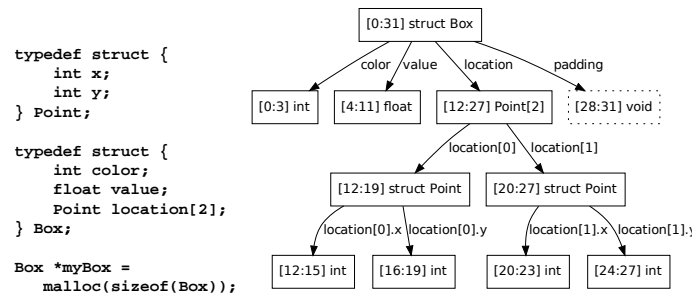 typedef struct {
int x;
int y;
} Point;
typedef struct {
int color;
float value;
Point location[2];
} Box;
Box *myBox =
malloc(sizeof(Box));
[0:31] struct Box
color
value
location
padding
[0:3] int
[4:11] float
[12:27] Point[2]
[28:31] void
location[0]
location[1]
[12:19] struct Point
[20:27] struct Point
location[0].x
location[0].y
location[1].x
location[1].y
[12:15] int
[16:19] int
[20:23] int
[24:27] int